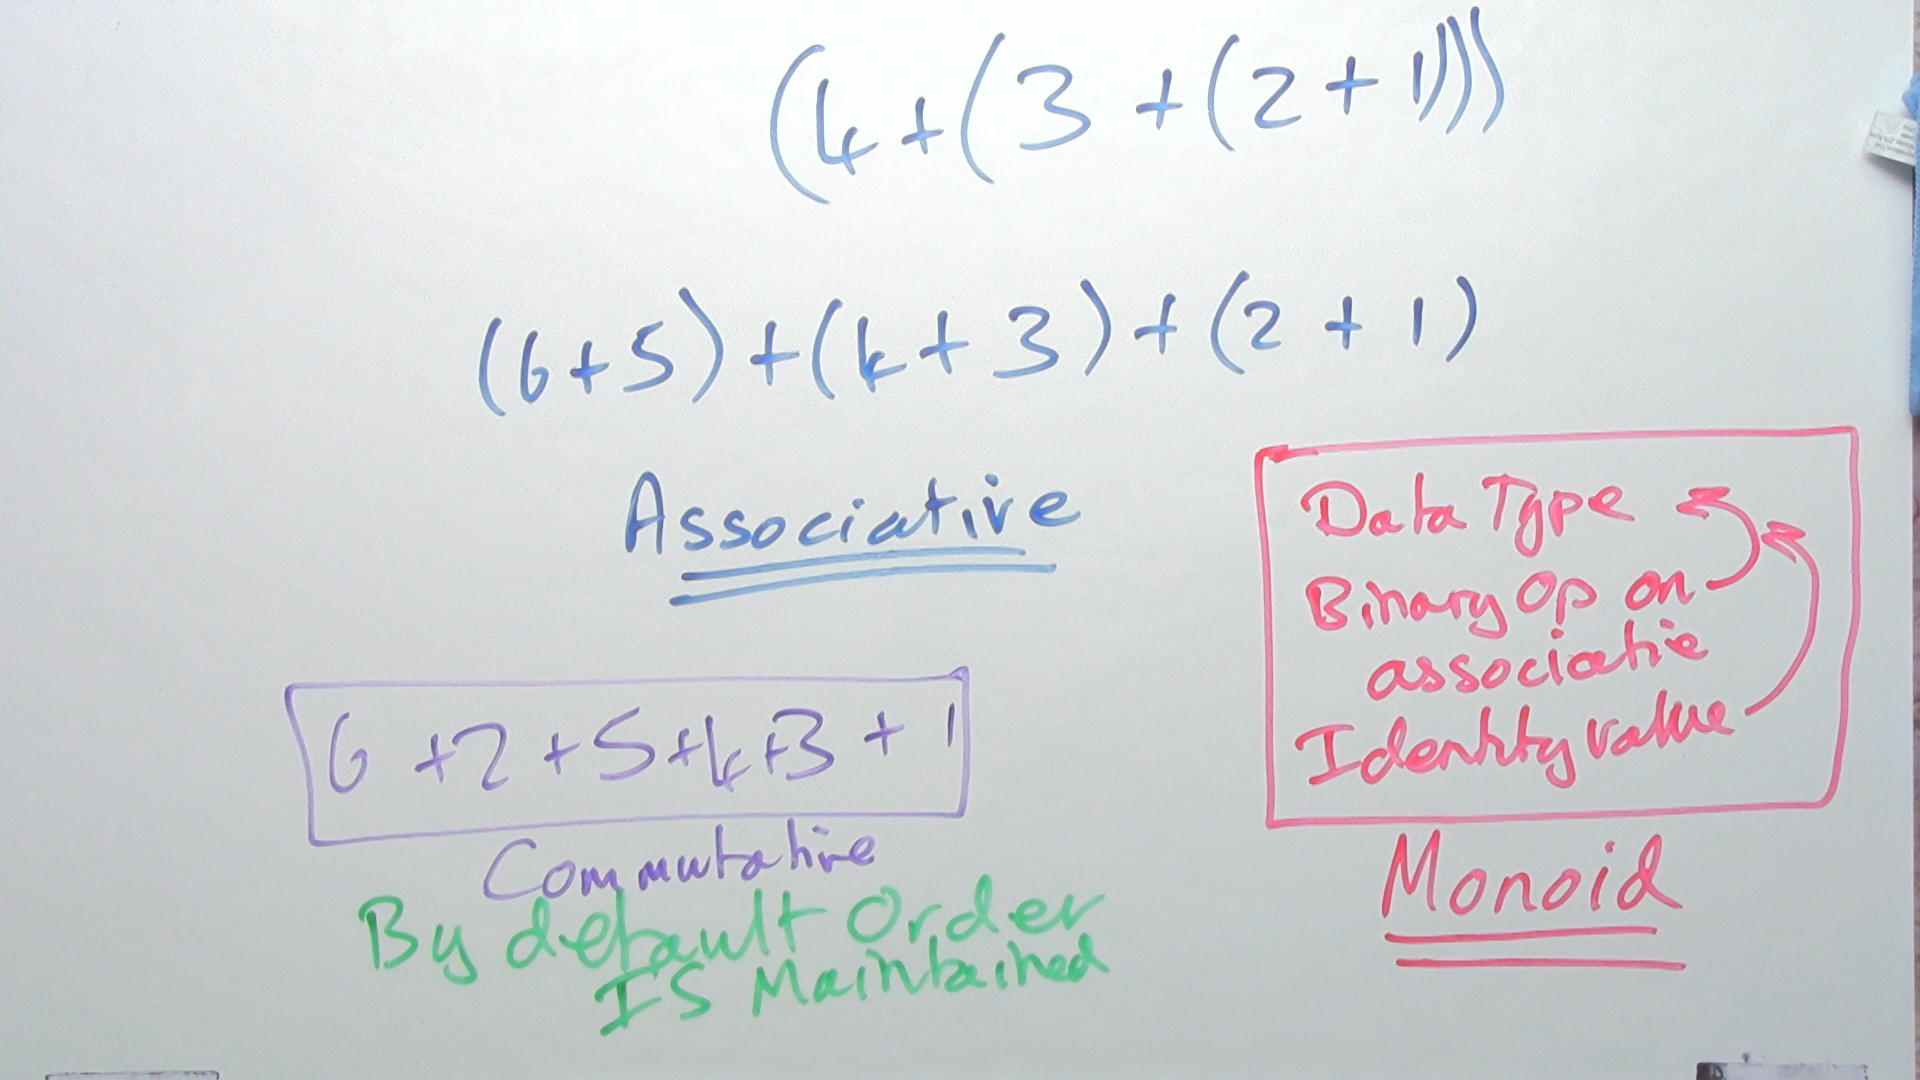 (4 + (3 + (2 + 1)))
(6 + 5) + (4 + 3) + (2 + 1)
Associative
Data Type
Binary Op on
associative
Identity value
Monoid
6 + 2 + 5 + 4 + 3 + 1
Commutative
By default Order
Is Maintained